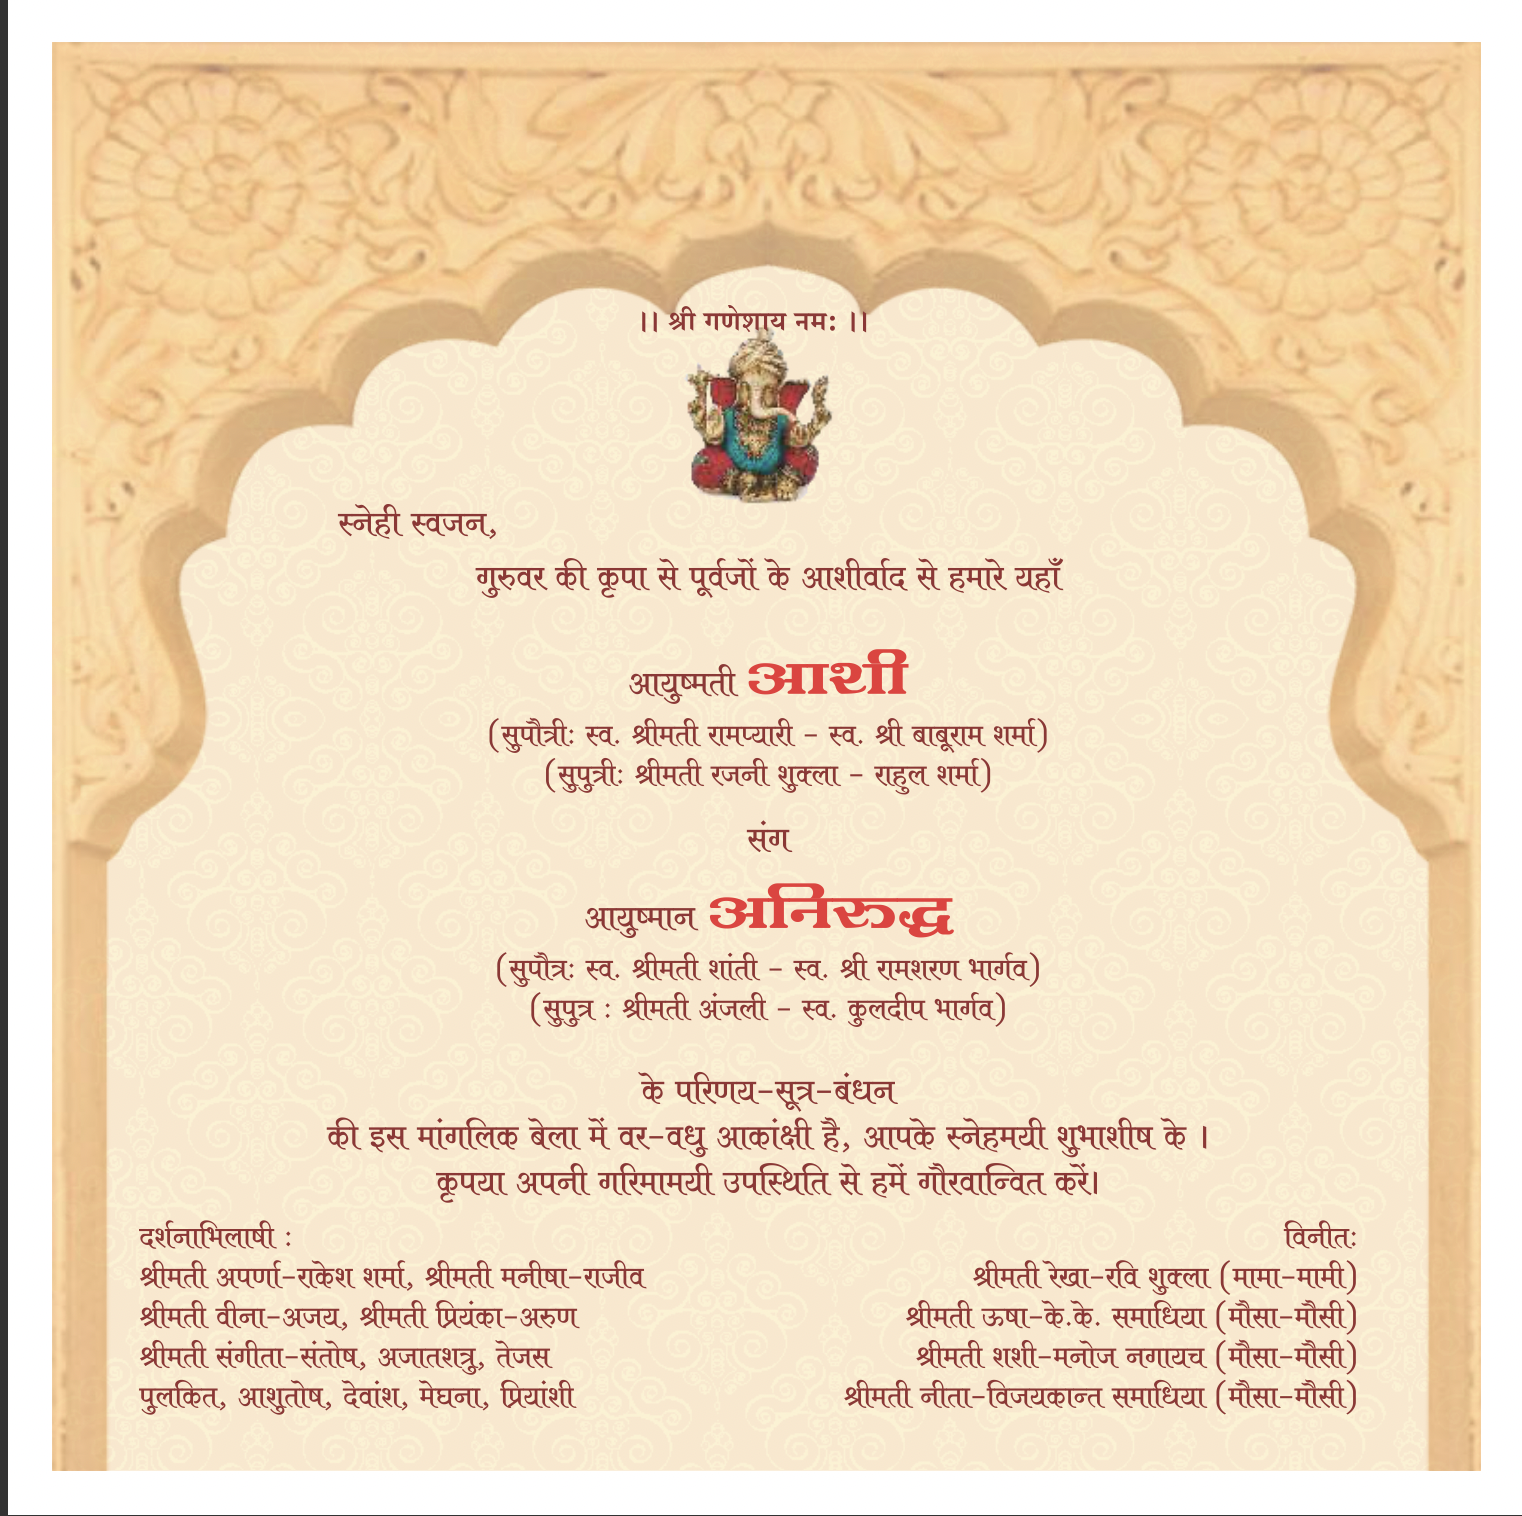 ।। श्री गणेशाय नम: ।।
स्नेही स्वजन,
गुरुवर की कृपा से पूर्वजों के आशीर्वाद से हमारे यहाँ
आयुष्मती आशी
(सुपौत्री: स्व. श्रीमती रामप्यारी - स्व. श्री बाबूराम शर्मा)
(सुपुत्री: श्रीमती रजनी शुक्ला - राहुल शर्मा)
संग
आयुष्मान अनिरुद्ध
(सुपौत्र: स्व. श्रीमती शांती - स्व. श्री रामशरण भार्गव)
(सुपुत्र : श्रीमती अंजली - स्व. कुलदीप भार्गव)
के परिणय-सूत्र-बंधन
की इस मांगलिक बेला में वर-वधु आकांक्षी है, आपके स्नेहमयी शुभाशीष के ।
कृपया अपनी गरिमामयी उपस्थिति से हमें गौरवान्वित करें।
दर्शनाभिलाषी :
श्रीमती अपर्णा-राकेश शर्मा, श्रीमती मनीषा-राजीव
श्रीमती वीना-अजय, श्रीमती प्रियंका-अरुण
श्रीमती संगीता-संतोष, अजातशत्रु, तेजस
पुलकित, आशुतोष, देवांश, मेघना, प्रियांशी
विनीत:
श्रीमती रेखा-रवि शुक्ला (मामा-मामी)
श्रीमती ऊषा-के.के. समाधिया (मौसा-मौसी)
श्रीमती शशी-मनोज नगायच (मौसा-मौसी)
श्रीमती नीता-विजयकान्त समाधिया (मौसा-मौसी)